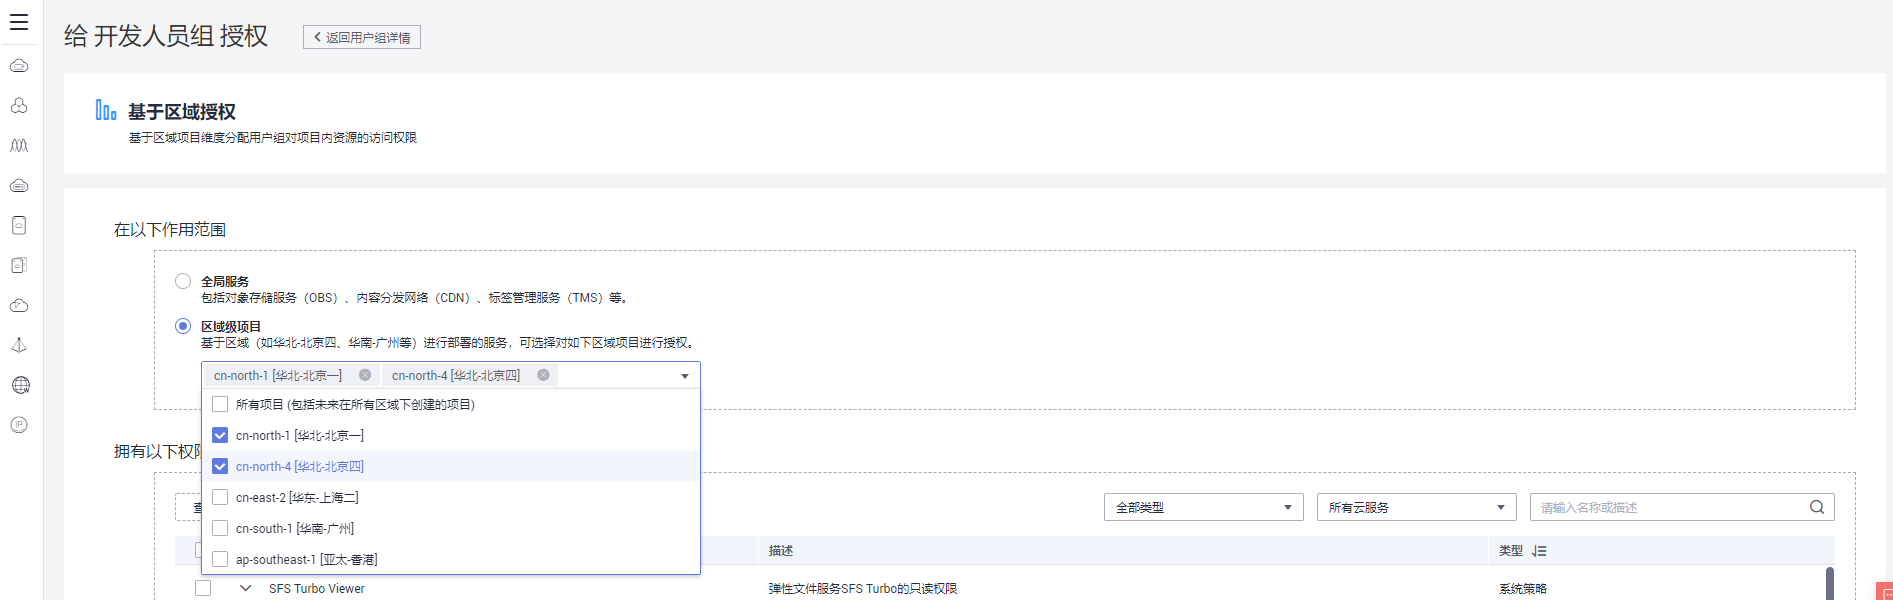 给 开发人员组 授权
返回用户组详情
基于区域授权
基于区域项目维度分配用户组对项目内资源的访问权限
在以下作用范围
全局服务
包括对象存储服务（OBS）、内容分发网络（CDN）、标签管理服务（TMS）等。
区域级项目
基于区域（如华北-北京四、华南-广州等）进行部署的服务，可选择对如下区域项目进行授权。
cn-north-1 [华北-北京一] cn-north-4 [华北-北京四]
所有项目 (包括未来在所有区域下创建的项目)
cn-north-1 [华北-北京一]
cn-north-4 [华北-北京四]
cn-east-2 [华东-上海二]
cn-south-1 [华南-广州]
ap-southeast-1 [亚太-香港]
拥有以下权
全部类型 所有云服务 请输入名称或描述
描述 类型
SFS Turbo Viewer 弹性文件服务SFS Turbo的只读权限 系统策略